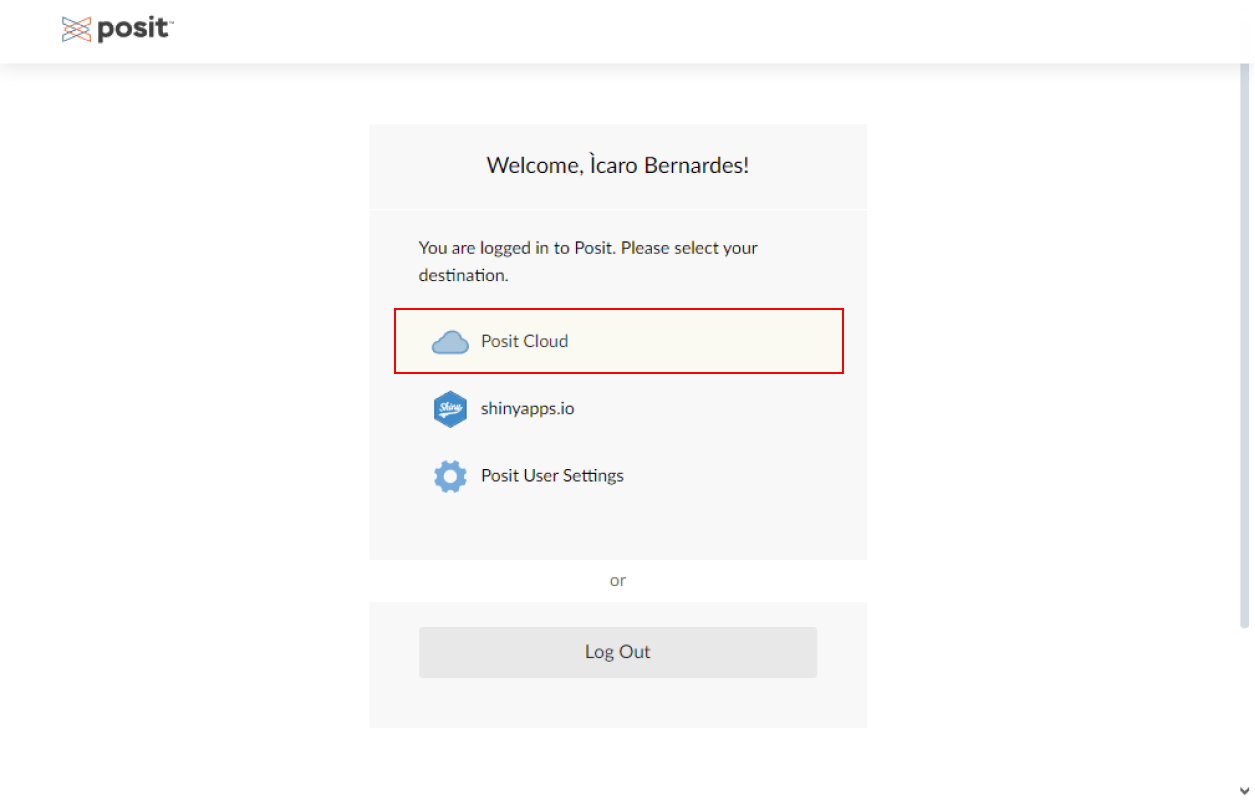 posit™
Welcome, Ìcaro Bernardes!
You are logged in to Posit. Please select your
destination.
Posit Cloud
Shiny
shinyapps.io
Posit User Settings
or
Log Out